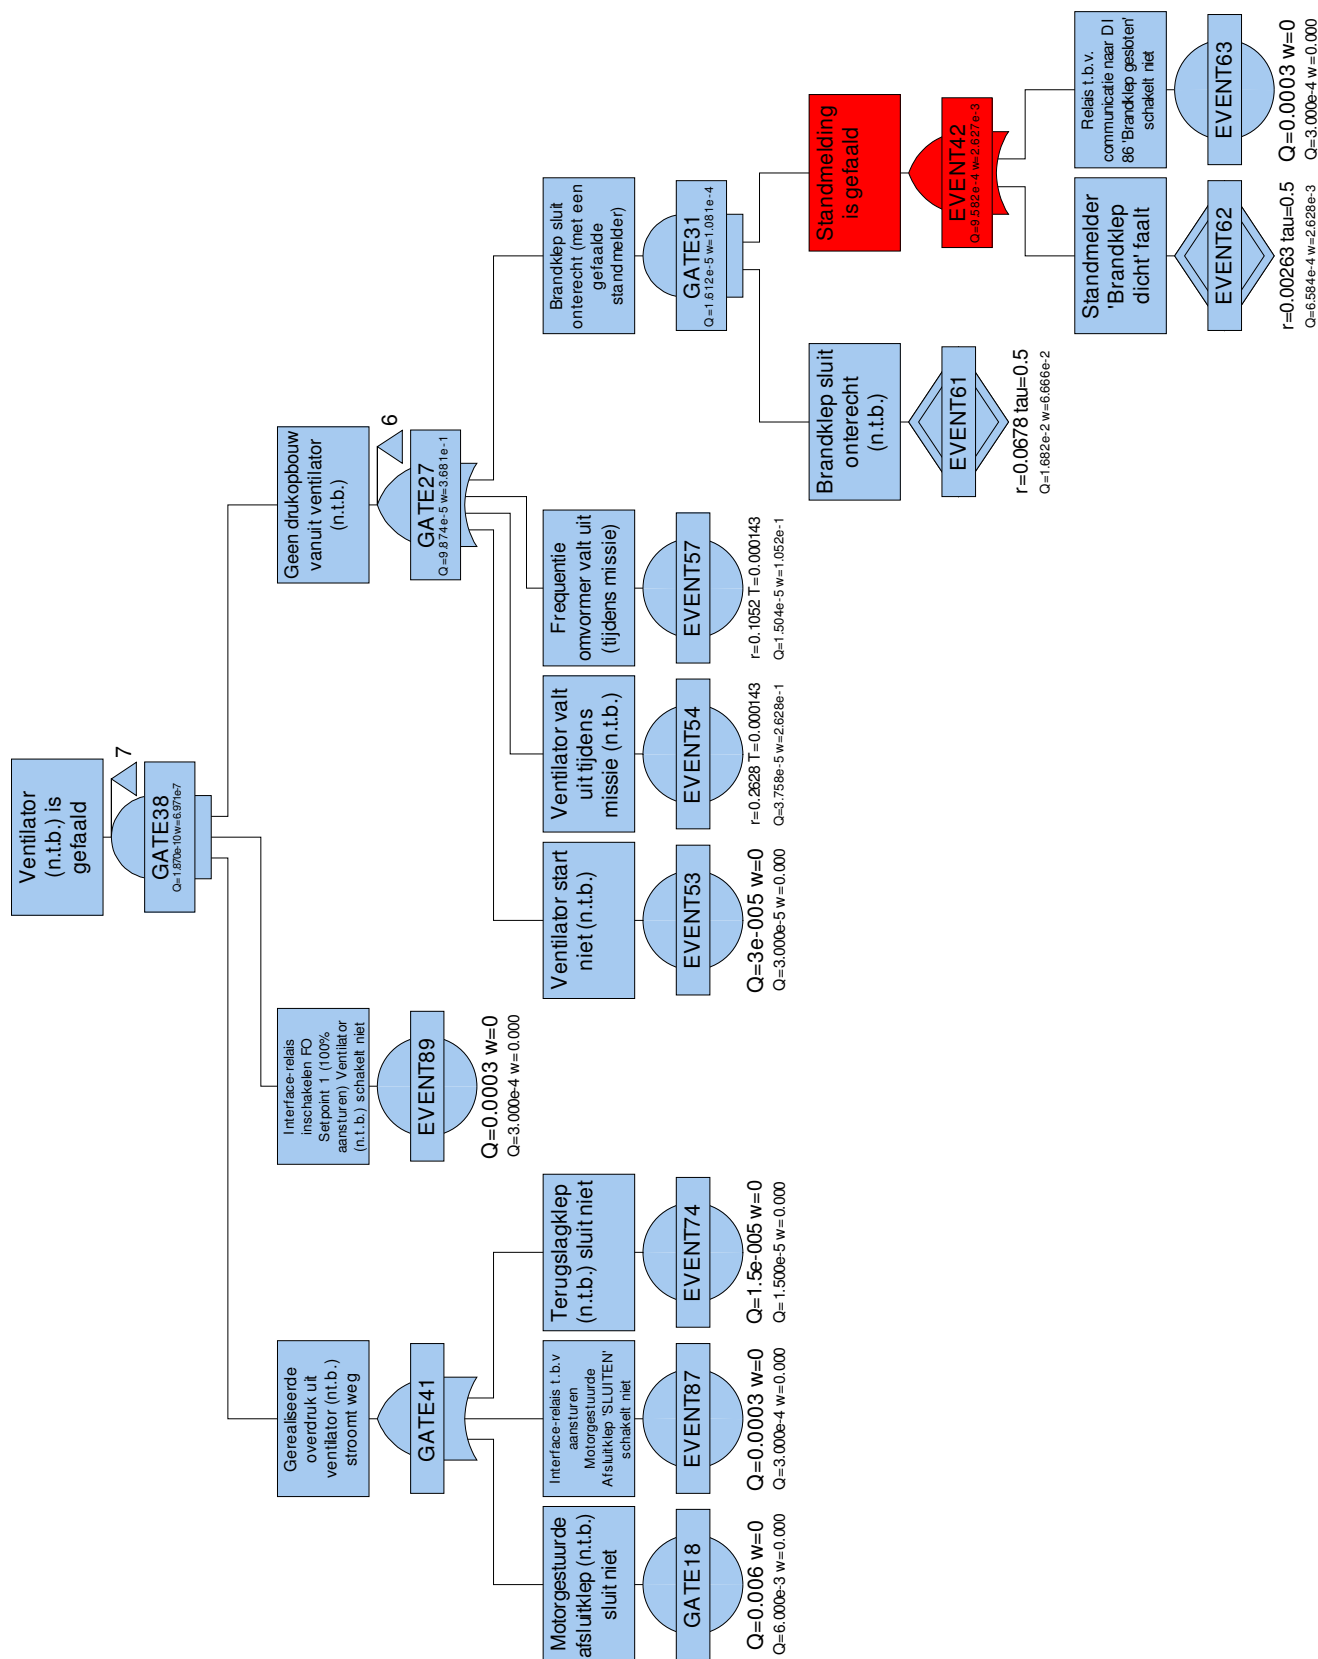 Ventilator
(n.t.b.) is
gefaald
7
GATE38
Q=1.870e-10 w=6.971e-7
Gerealiseerde
overdruk uit
ventilator (nt.b.)
stroomt weg
GATE41
Interface-relais
inschakelen FO
Setpoint 1 (100%
aansturen) Ventilator
(n.t.b.) schakelt niet
EVENT89
Q=0.0003 w=0
Q=3.000e-4 w=0.000
Geen drukopbouw
vanuit ventilator
(n.t.b.)
6
GATE27
Q=9.874e-5 w=3.681e-1
Motorgestuurde
afsluitklep (n.t.b.)
sluit niet
GATE18
Q=0.006 w=0
Q=6.000e-3 w=0.000
Interface-relais t.b.v
aansturen
Motorgestuurde
Afsluitklep 'SLUITEN'
schakelt niet
EVENT87
Q=0.0003 w=0
Q=3.000e-4 w=0.000
Terugslagklep
(n.t.b.) sluit niet
EVENT74
Q=1.5e-005 w=0
Q=1.500e-5 w=0.000
Ventilator start
niet (n.t.b.)
EVENT53
Q=3e-005 w=0
Q=3.000e-5 w=0.000
Ventilator valt
uit tijdens
missie (n.t.b.)
EVENT54
r=0.2628 T=0.000143
Q=3.758e-5 w=2.628e-1
Frequentie
omvormer valt uit
(tijdens missie)
EVENT57
r=0.1052 T=0.000143
Q=1.504e-5 w=1.052e-1
Brandklep sluit
onterecht (met een
gefaalde
standmelder)
GATE31
Q=1.612e-5 w=1.081e-4
Brandklep sluit
onterecht
(n.t.b.)
EVENT61
r=0.0678 tau=0.5
Q=1.682e-2 w=6.666e-2
Standmelding
is gefaald
EVENT42
Q=9.582e-4 w=2.627e-3
Standmelder
'Brandklep
dicht' faalt
EVENT62
r=0.00263 tau=0.5
Q=6.584e-4 w=2.628e-3
Relais t.b.v.
communicatie naar DI
86 'Brandklep gesloten'
schakelt niet
EVENT63
Q=0.0003 w=0
Q=3.000e-4 w=0.000